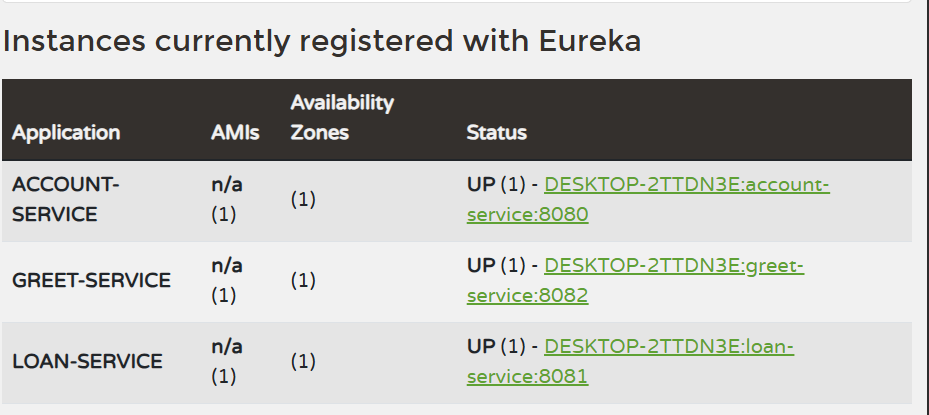 Instances currently registered with Eureka
Availability
Application AMIs Zones Status
ACCOUNT- n/a UP (1) - DESKTOP-2TTDN3E:account-
SERVICE (1) (1) service:8080
n/a UP (1) - DESKTOP-2TTDN3E:greet-
GREET-SERVICE (1) (1) service:8082
n/a UP (1) - DESKTOP-2TTDN3E:loan-
LOAN-SERVICE (1) (1) service:8081